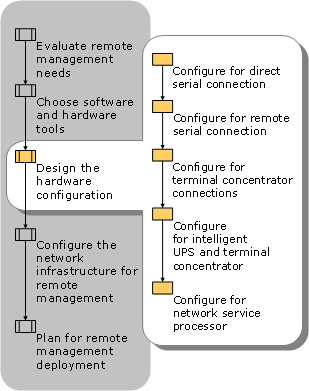 Evaluate remote
management
needs
Choose software
and hardware
tools
Design the
hardware
configuration
Configure the
network
infrastructure for
remote
management
Plan for remote
management
deployment
Configure for direct
serial connection
Configure for remote
serial connection
Configure for
terminal concentrator
connections
Configure
for intelligent
UPS and terminal
concentrator
Configure for
network service
processor